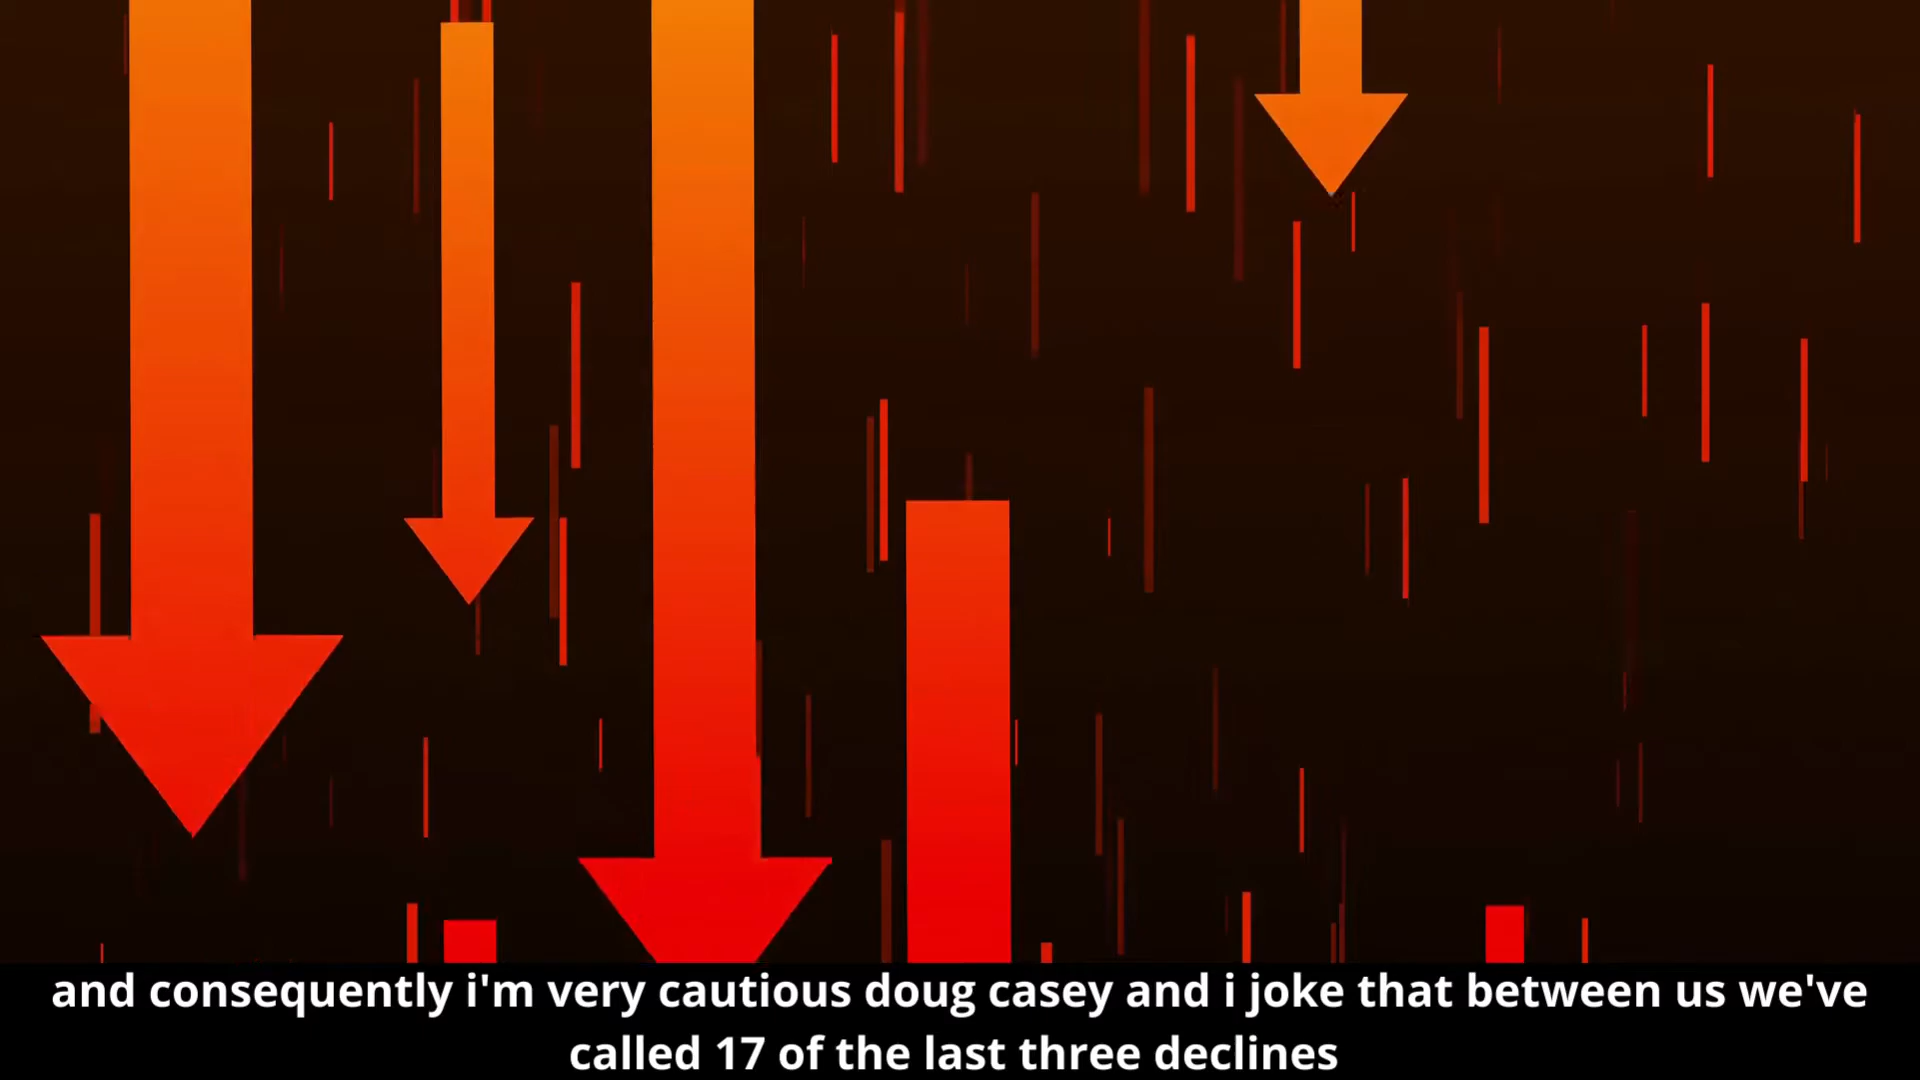 and consequently i'm very cautious doug casey and i joke that between us we've
called 17 of the last three declines